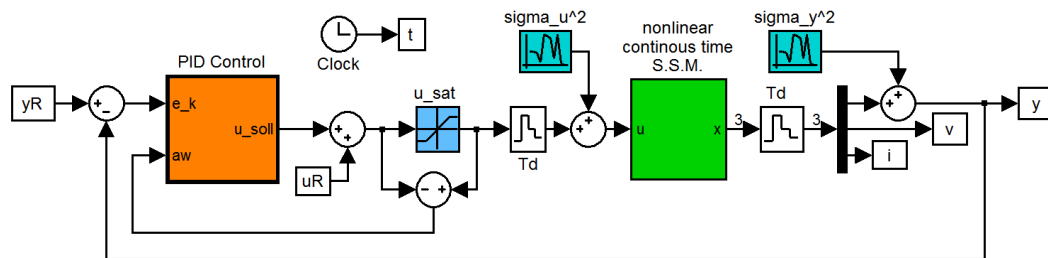 sigma_u^2
nonlinear
continous time
S.S.M.
sigma_y^2
t
Clock
PID Control
u_sat
Td
yR
-
e_k
u_soll
aw
+
+
uR
Td
+
+
u
x
3
3
+
+
y
v
i
-
+